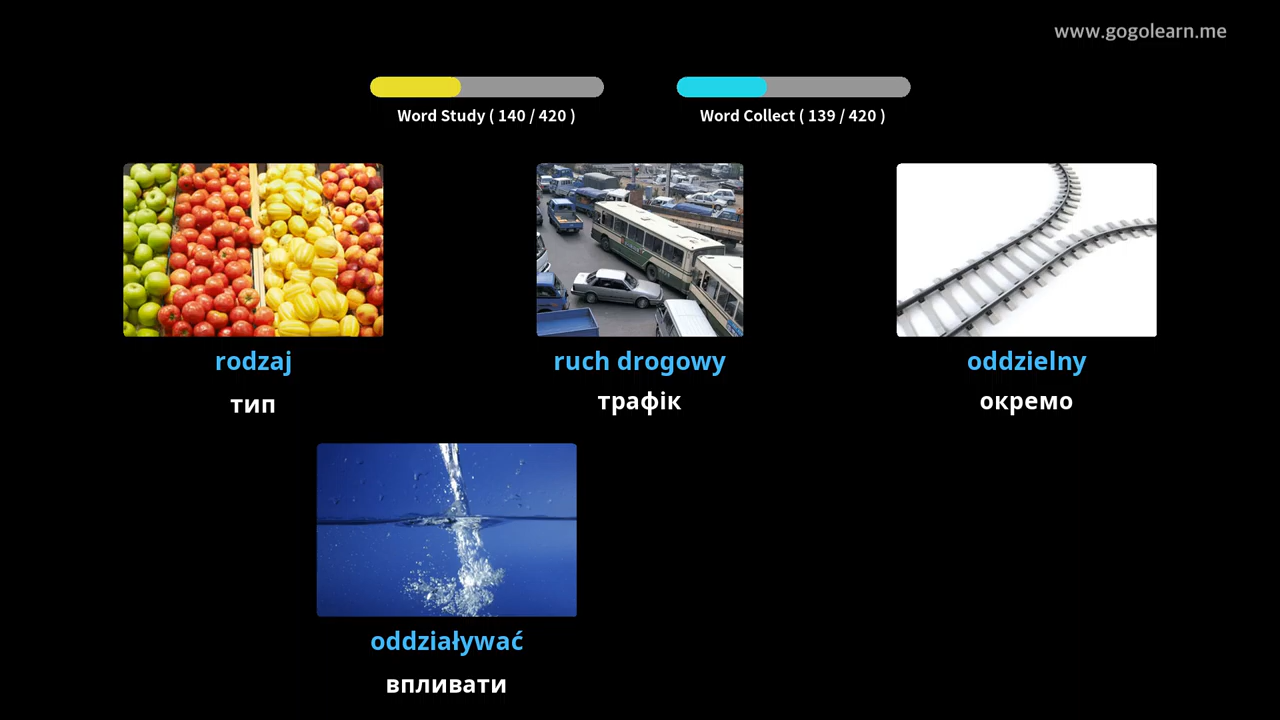 www.gogolearn.me
Word Study ( 140 / 420 )
Word Collect ( 139 / 420 )
rodzaj
тип
ruch drogowy
трафік
oddzielny
окремо
oddziaływać
впливати